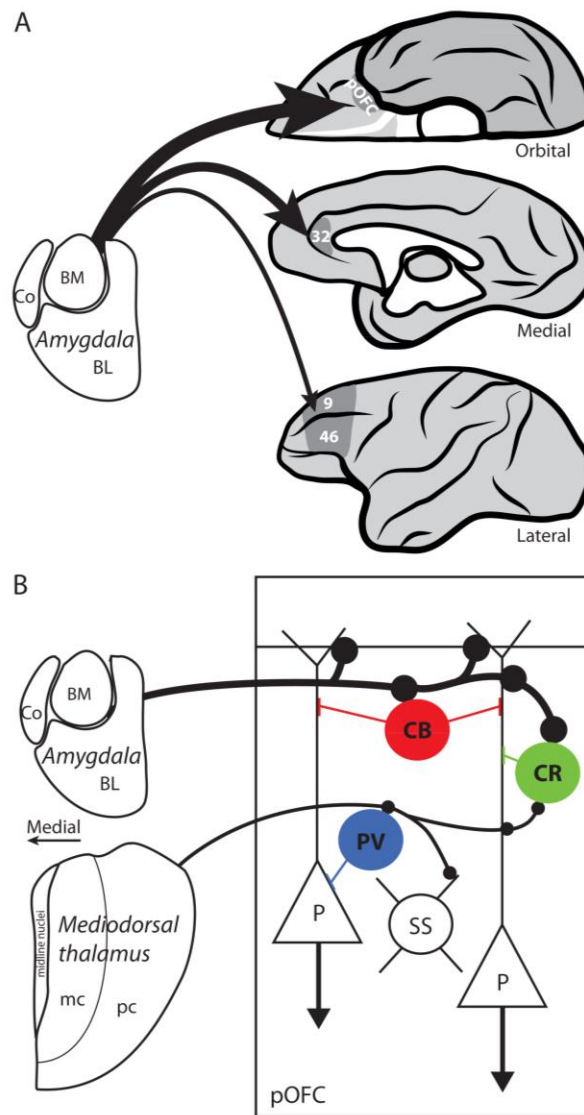 A
pOFC
Orbital
32
Medial
BM
Co
Amygdala
BL
9
46
Lateral
B
BM
Co
Amygdala
BL
CB
CR
Medial
PV
Mediodorsal
thalamus
midline nuclei
mc
pc
P
SS
P
pOFC